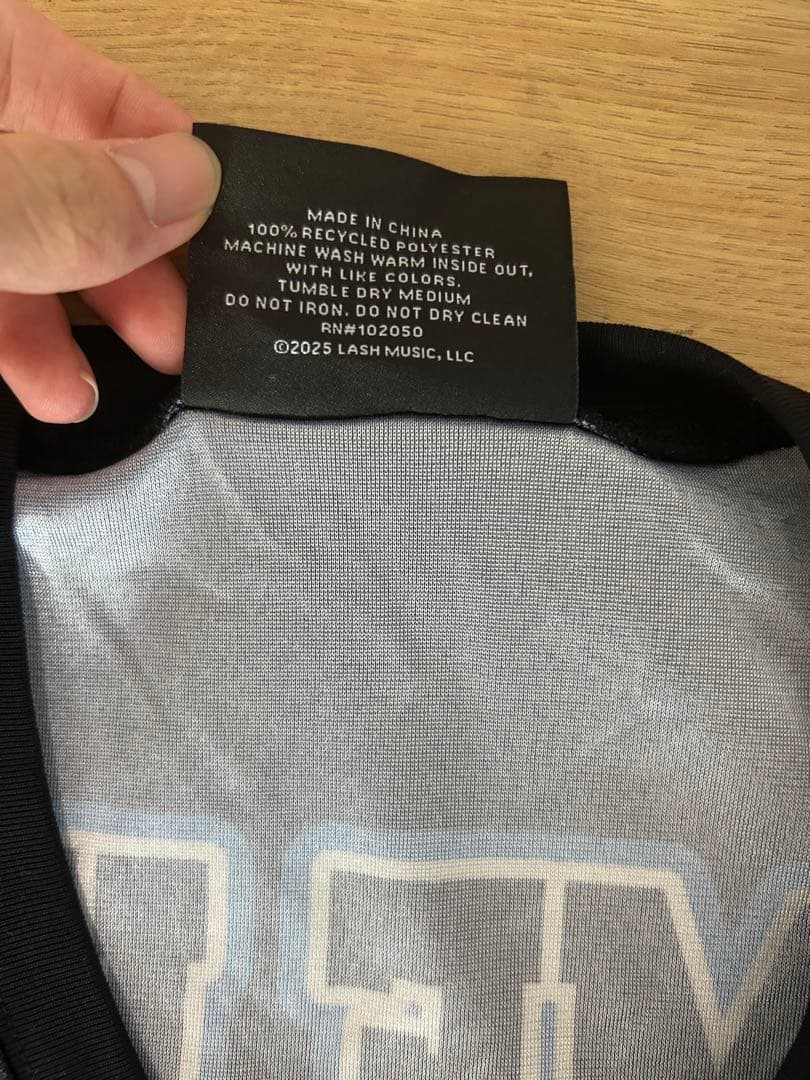 MADE IN CHINA
100% RECYCLED POLYESTER
MACHINE WASH WARM INSIDE OUT,
WITH LIKE COLORS.
TUMBLE DRY MEDIUM
DO NOT IRON. DO NOT DRY CLEAN
RN#102050
©2025 LASH MUSIC, LLC